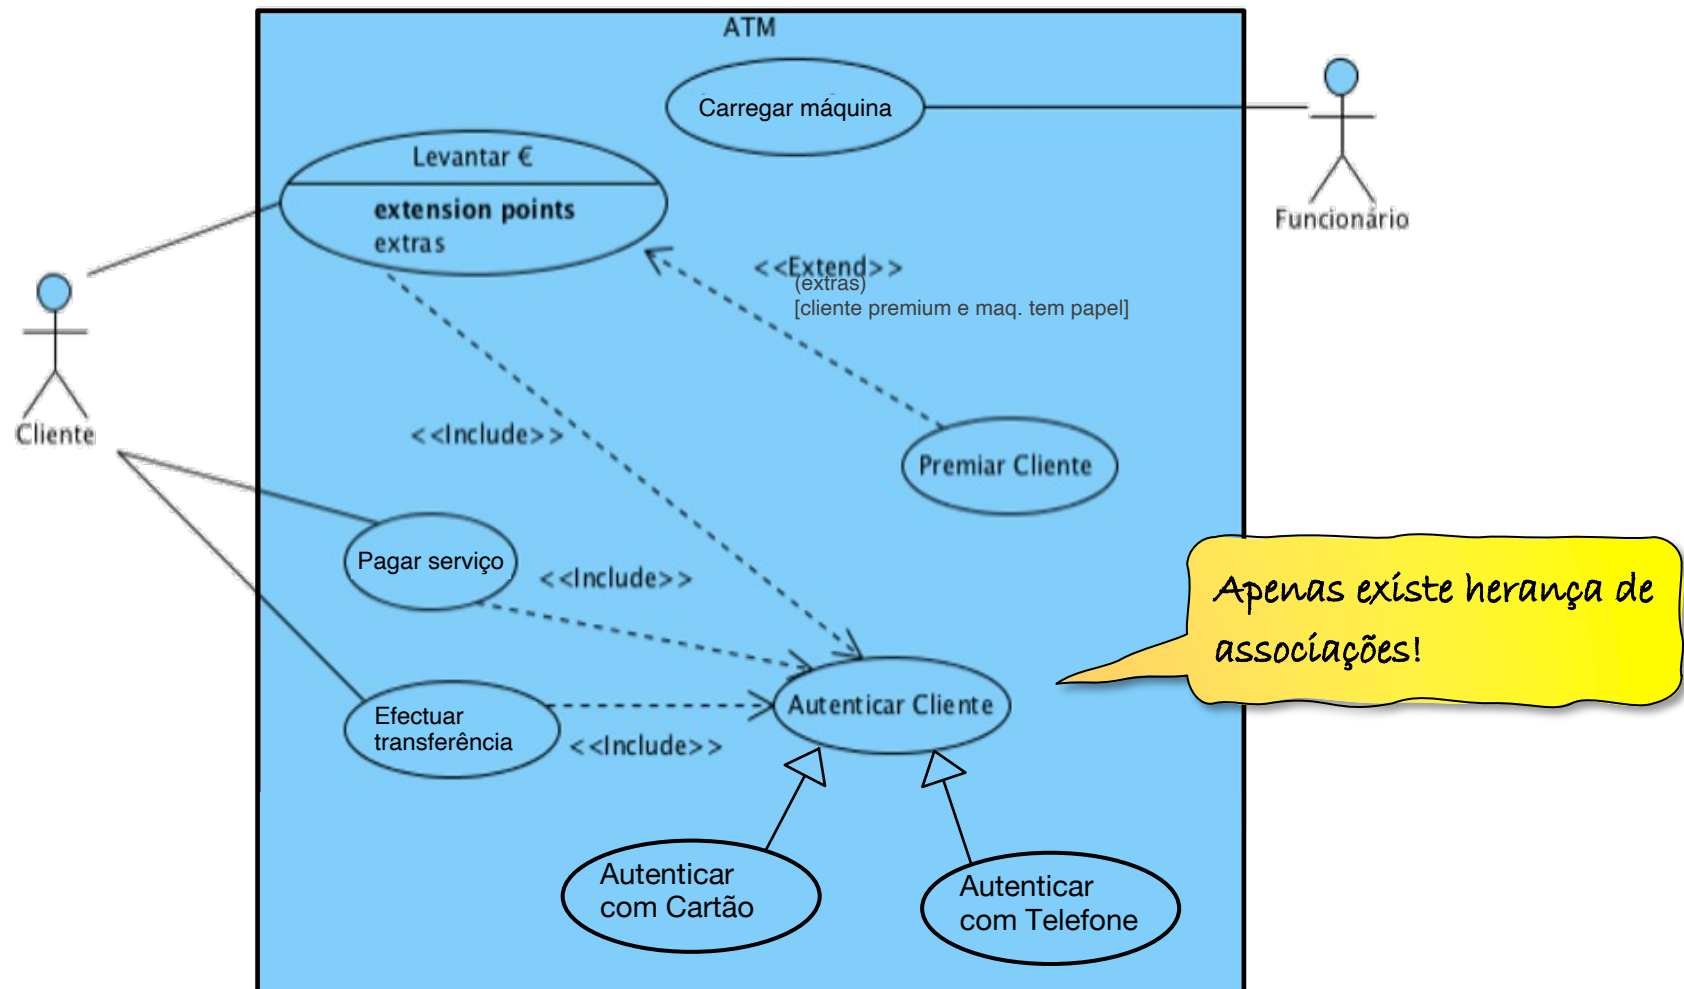 ATM
Carregar máquina
Levantar €
extension points
extras
Funcionário
<<Extend>>
(extras)
[cliente premium e maq. tem papel]
Cliente
<<Include>>
Premiar Cliente
Pagar serviço
<<Include>>
Apenas existe herança de
associações!
Autenticar Cliente
Efectuar
transferência
<<Include>>
Autenticar
com Cartão
Autenticar
com Telefone